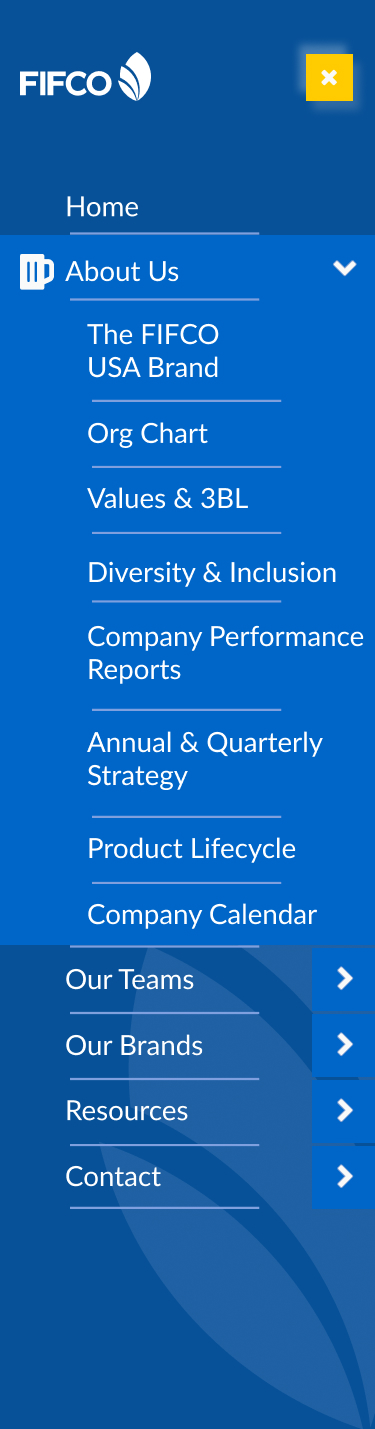 FIFCO
Home
About Us
The FIFCO
USA Brand
Org Chart
Values & 3BL
Diversity & Inclusion
Company Performance
Reports
Annual & Quarterly
Strategy
Product Lifecycle
Company Calendar
Our Teams
Our Brands
Resources
Contact